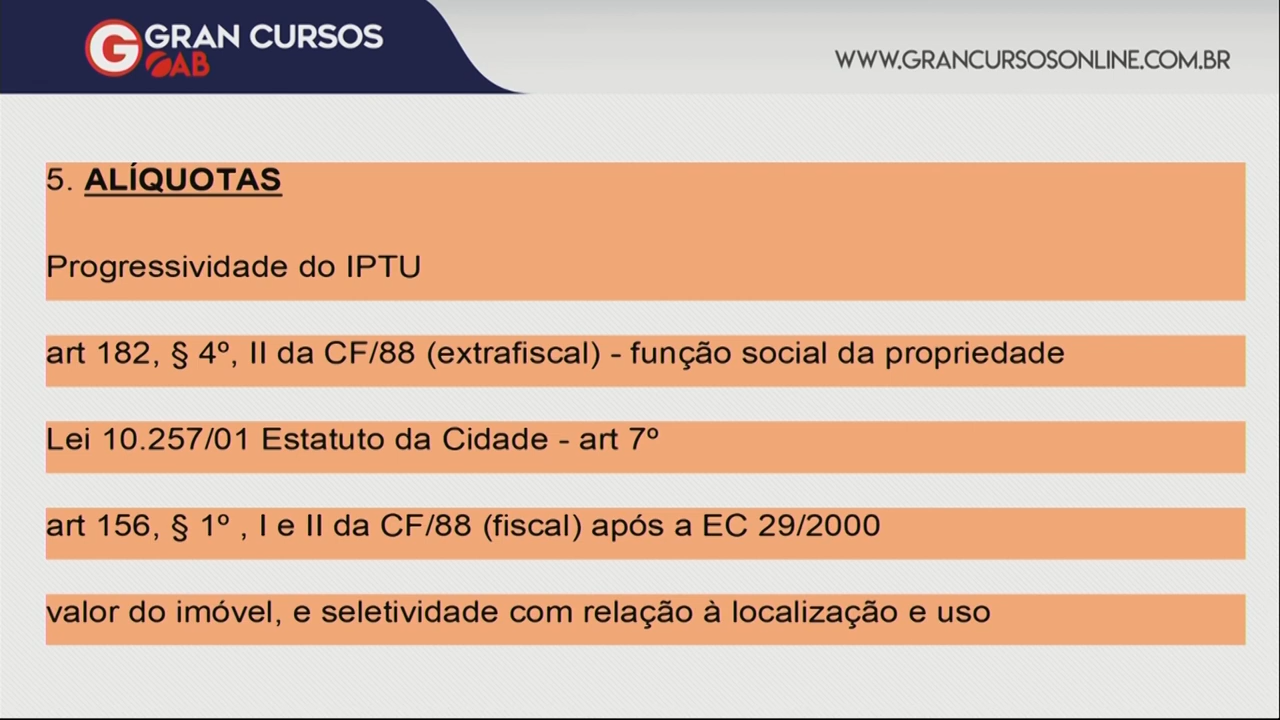 GRAN CURSOS
OAB
WWW.GRANCURSOSONLINE.COM.BR
5. ALÍQUOTAS
Progressividade do IPTU
art 182, § 4º, II da CF/88 (extrafiscal) - função social da propriedade
Lei 10.257/01 Estatuto da Cidade - art 7º
art 156, § 1º , I e II da CF/88 (fiscal) após a EC 29/2000
valor do imóvel, e seletividade com relação à localização e uso